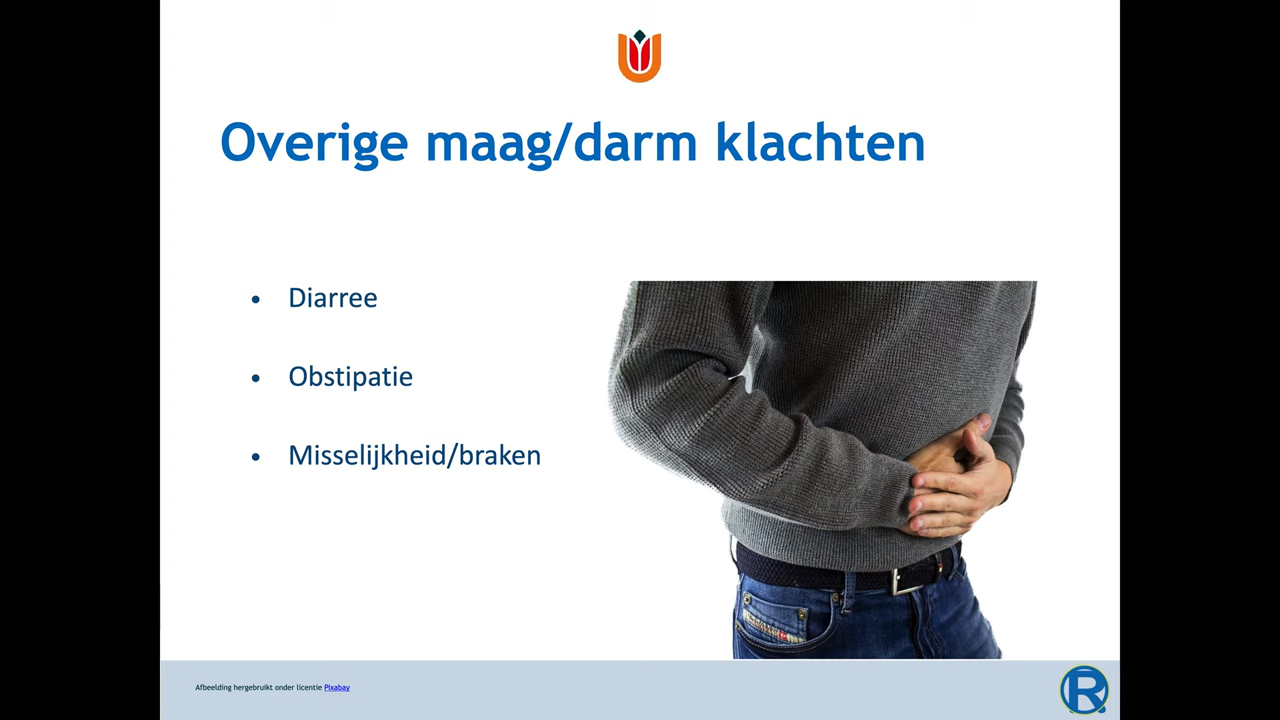 Overige maag/darm klachten
• Diarree
• Obstipatie
• Misselijkheid/braken
Afbeelding hergebruikt onder licentie Pixabay
R